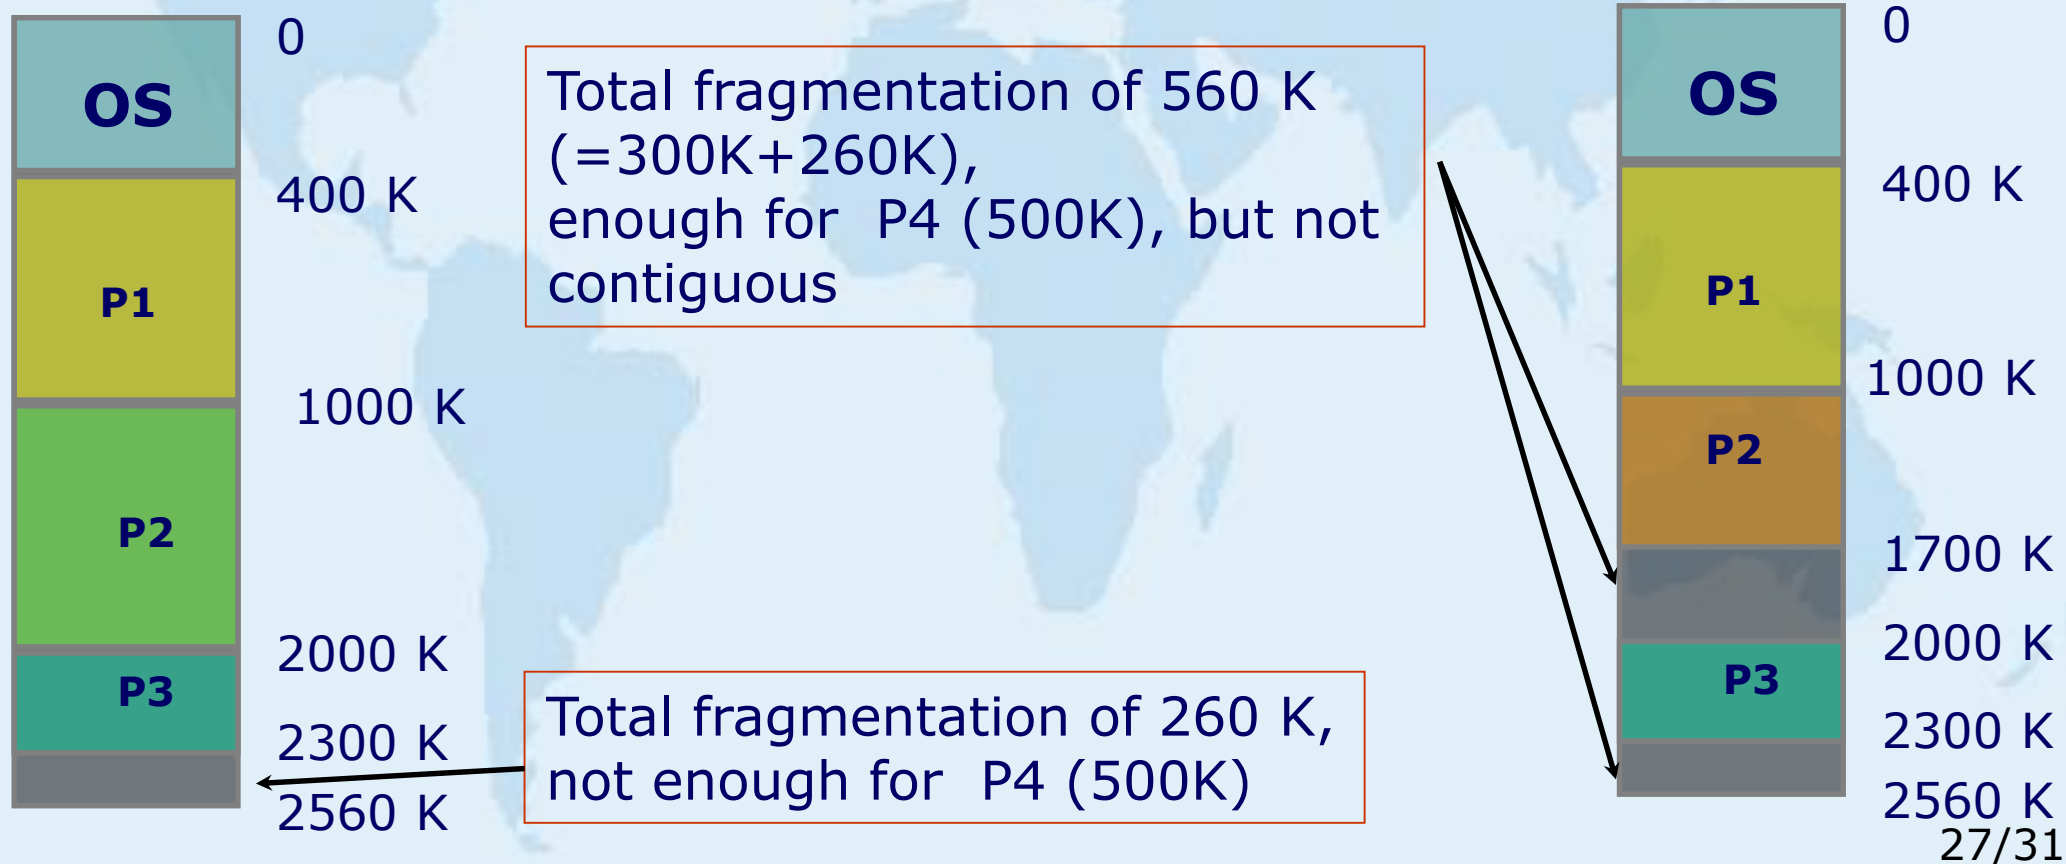 OS
0
400 K
P1
1000 K
P2
2000 K
P3
2300 K
2560 K
Total fragmentation of 560 K
(=300K+260K),
enough for P4 (500K), but not
contiguous
Total fragmentation of 260 K,
not enough for P4 (500K)
OS
0
400 K
P1
1000 K
P2
1700 K
2000 K
P3
2300 K
2560 K
27/31